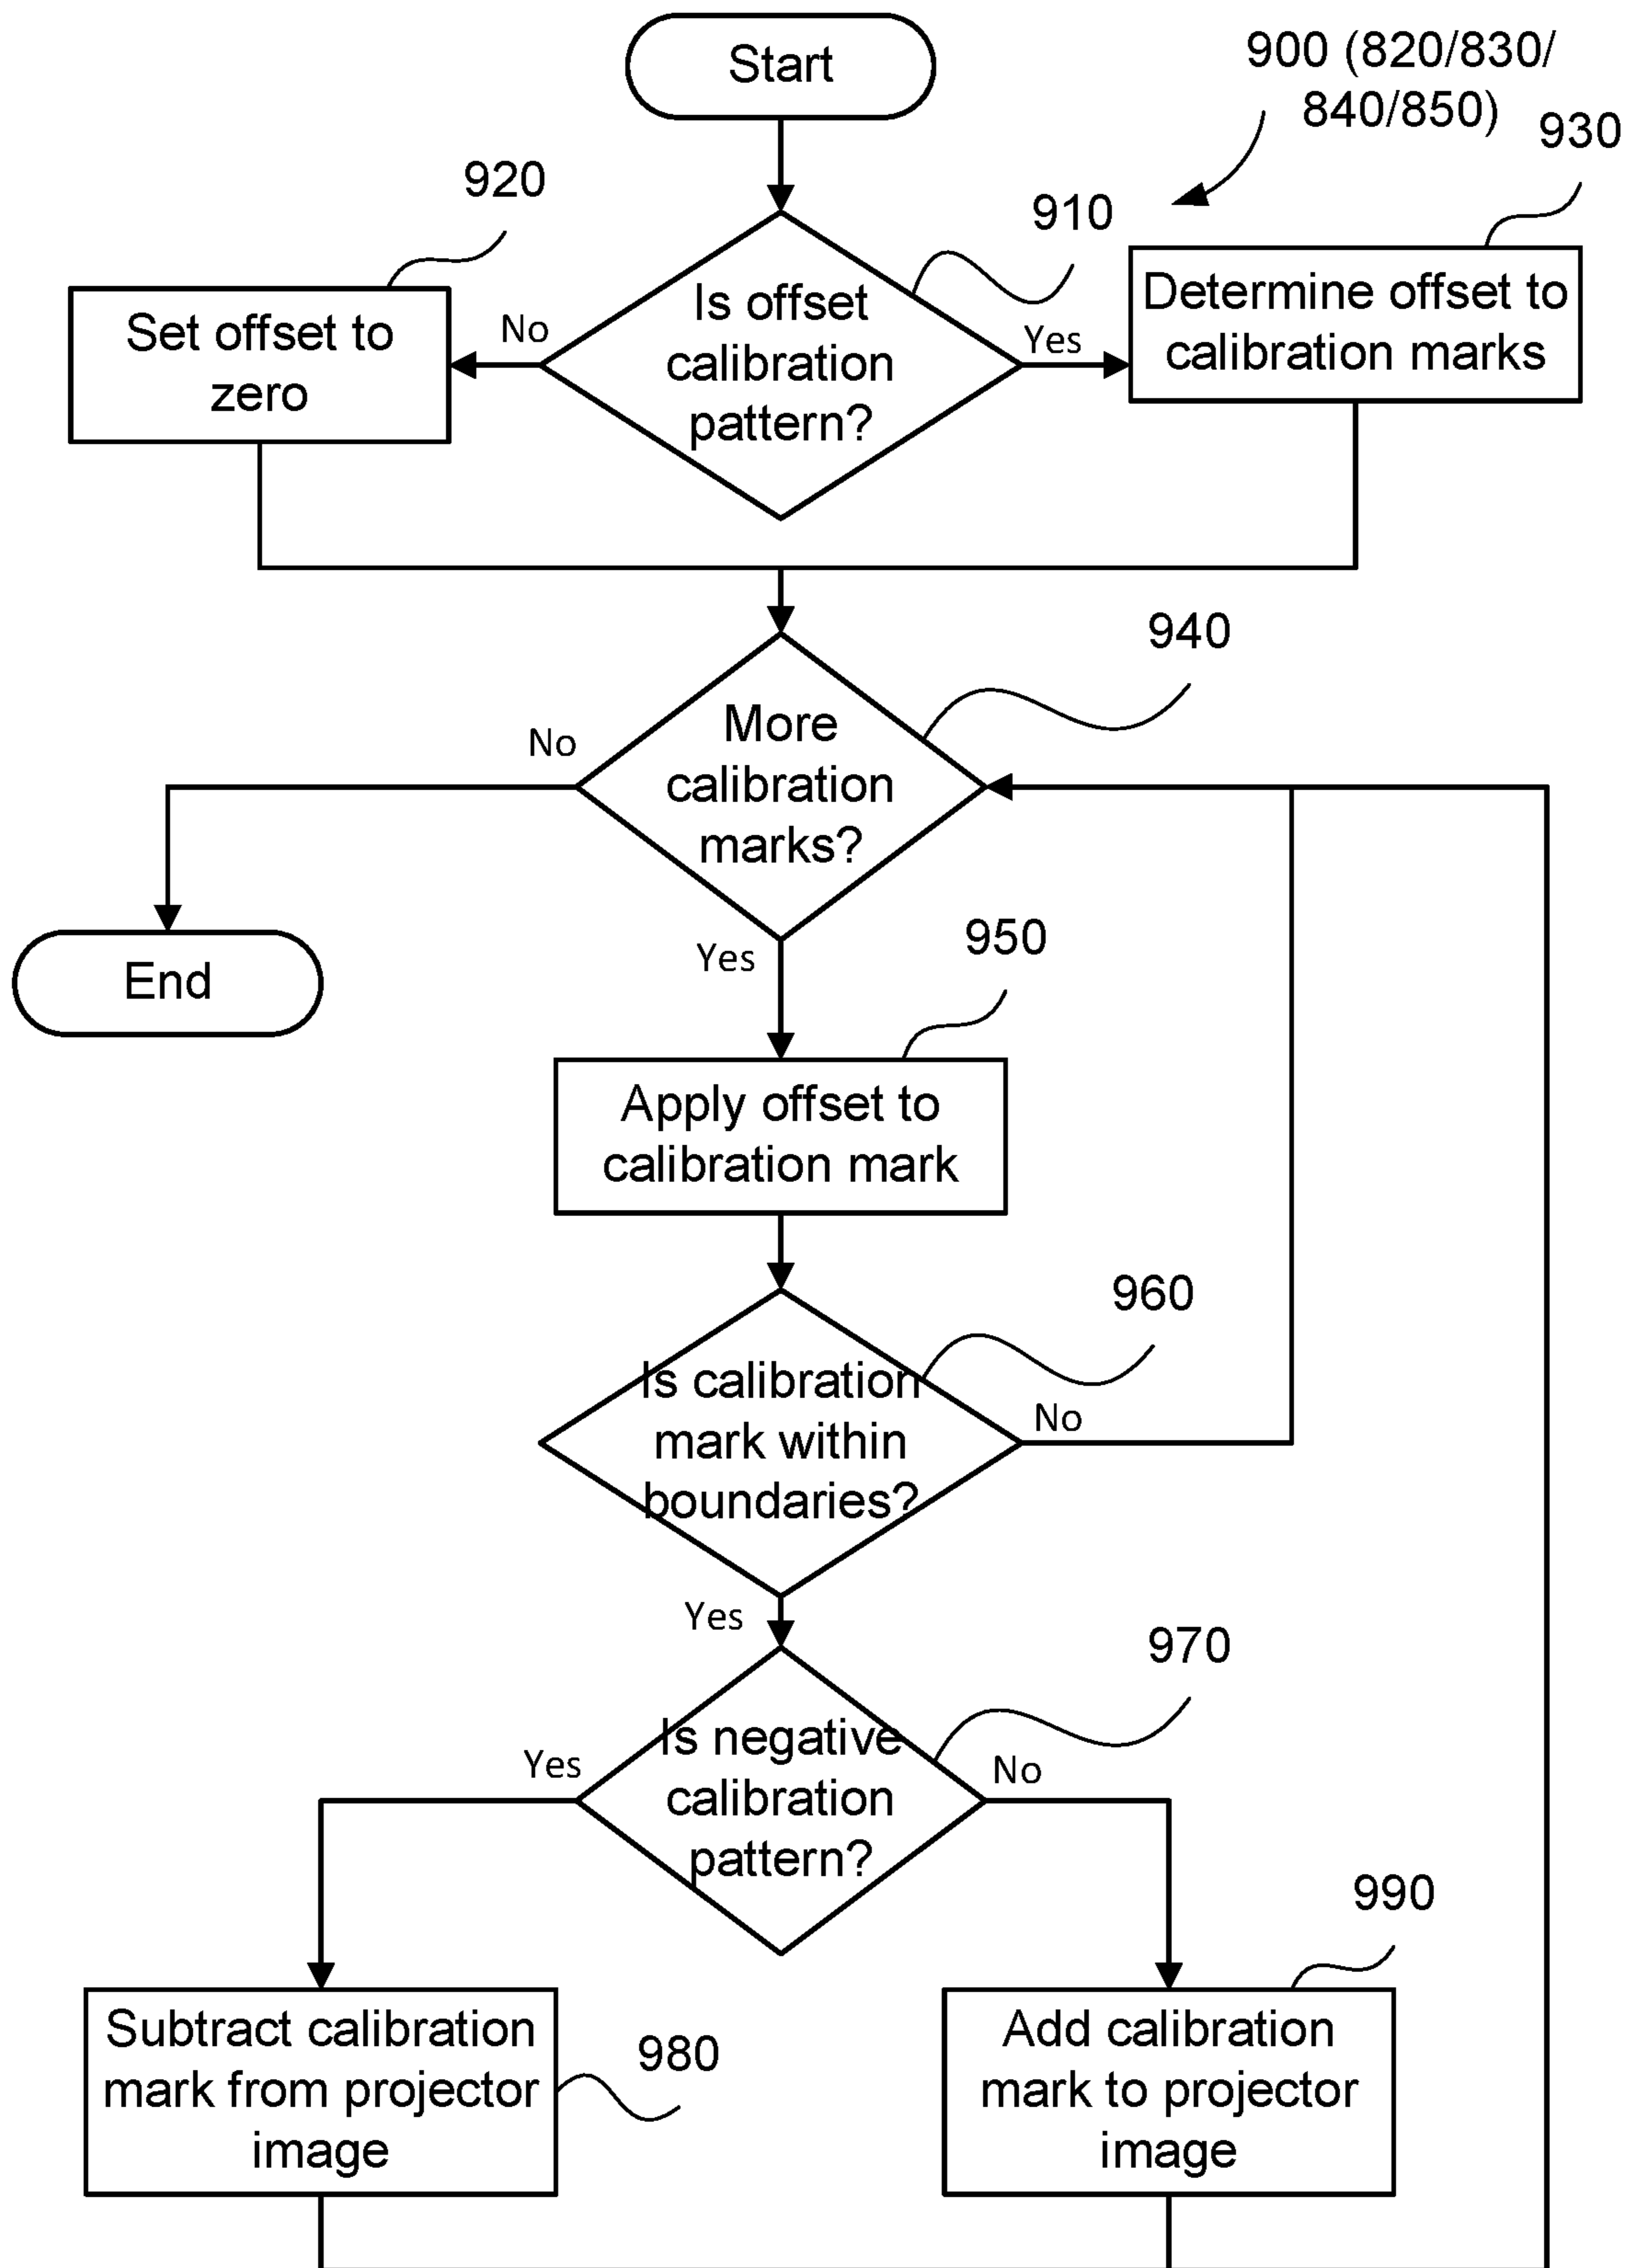 Start
900 (820/830/
840/850)
930
920
910
Is offset
calibration
pattern?
No
Yes
Set offset to
zero
Determine offset to
calibration marks
940
More
calibration
marks?
No
Yes
End
950
Apply offset to
calibration mark
960
Is calibration
mark within
boundaries?
No
Yes
970
Is negative
calibration
pattern?
Yes
No
990
Subtract calibration
mark from projector
image
980
Add calibration
mark to projector
image